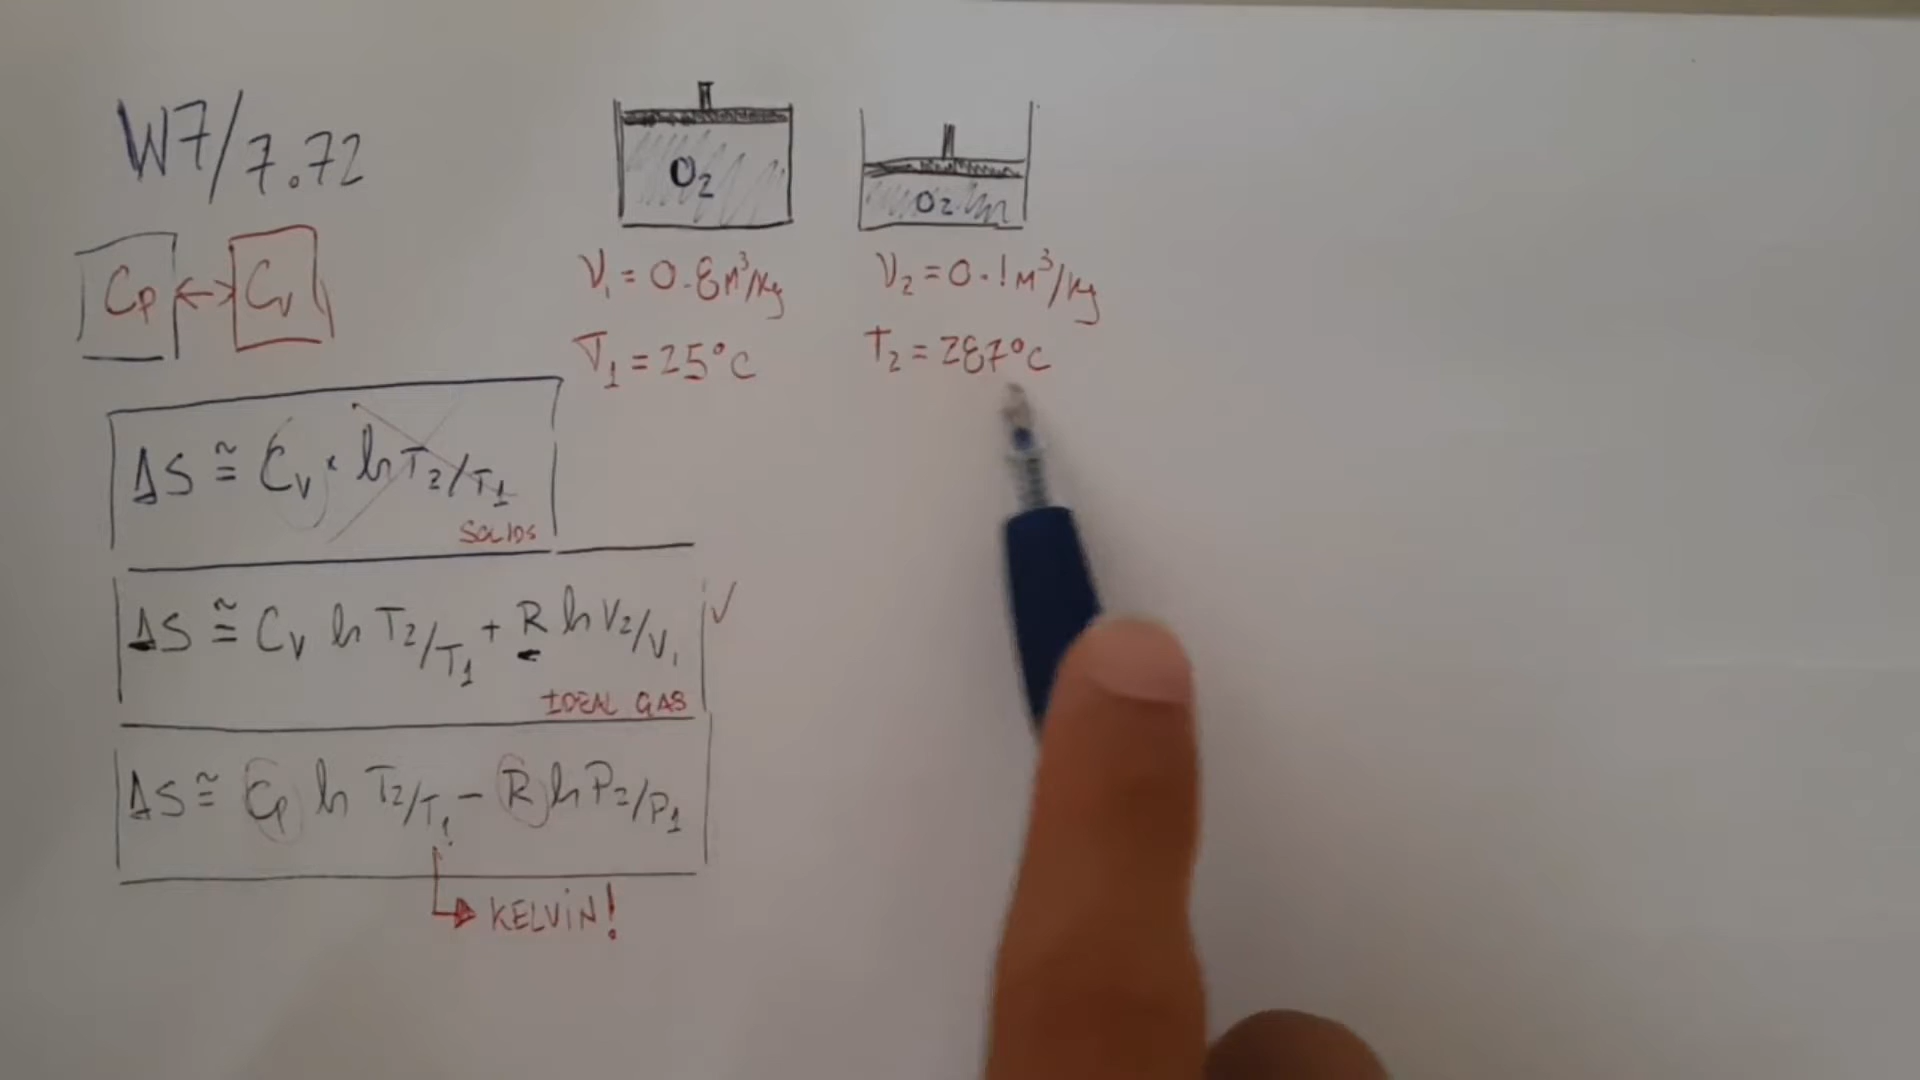 W7/7.72
O2
O2
Cp ↔ Cv
V1 = 0.8 m³/kg
V2 = 0.1 m³/kg
T1 = 25°C
T2 = 287°C
ΔS ≅ Cv × ln T2/T1
SOLIDS
ΔS ≅ Cv ln T2/T1 + R ln V2/V1 ✓
IDEAL GAS
ΔS ≅ Cp ln T2/T1 - R ln P2/P1
KELVIN!